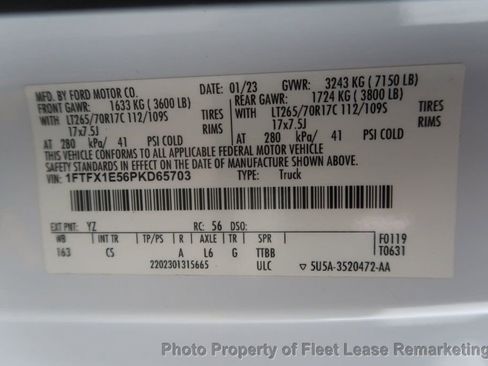 MFD. BY FORD MOTOR CO.
DATE: 01/23 GVWR: 3243 KG ( 7150 LB)
FRONT GAWR: 1633 KG ( 3600 LB) REAR GAWR: 1724 KG ( 3800 LB)
WITH LT265/70R17C 112/109S TIRES WITH LT265/70R17C 112/109S TIRES
17x7.5J RIMS 17x7.5J RIMS
AT 280 kPa/ 41 PSI COLD AT 280 kPa/ 41 PSI COLD
THIS VEHICLE CONFORMS TO ALL APPLICABLE FEDERAL MOTOR VEHICLE
SAFETY STANDARDS IN EFFECT ON THE DATE OF MANUFACTURE SHOWN ABOVE.
VIN: 1FTFX1E56PKD65703 TYPE: Truck
EXT PNT: YZ RC: 56 DSO: F0119
WB INT TR TP/PS R AXLE TR SPR T0631
163 CS A L6 G TTBB
2202301315665 ULC ▽ 5U5A-3520472-AA
Photo Property of Fleet Lease Remarketing